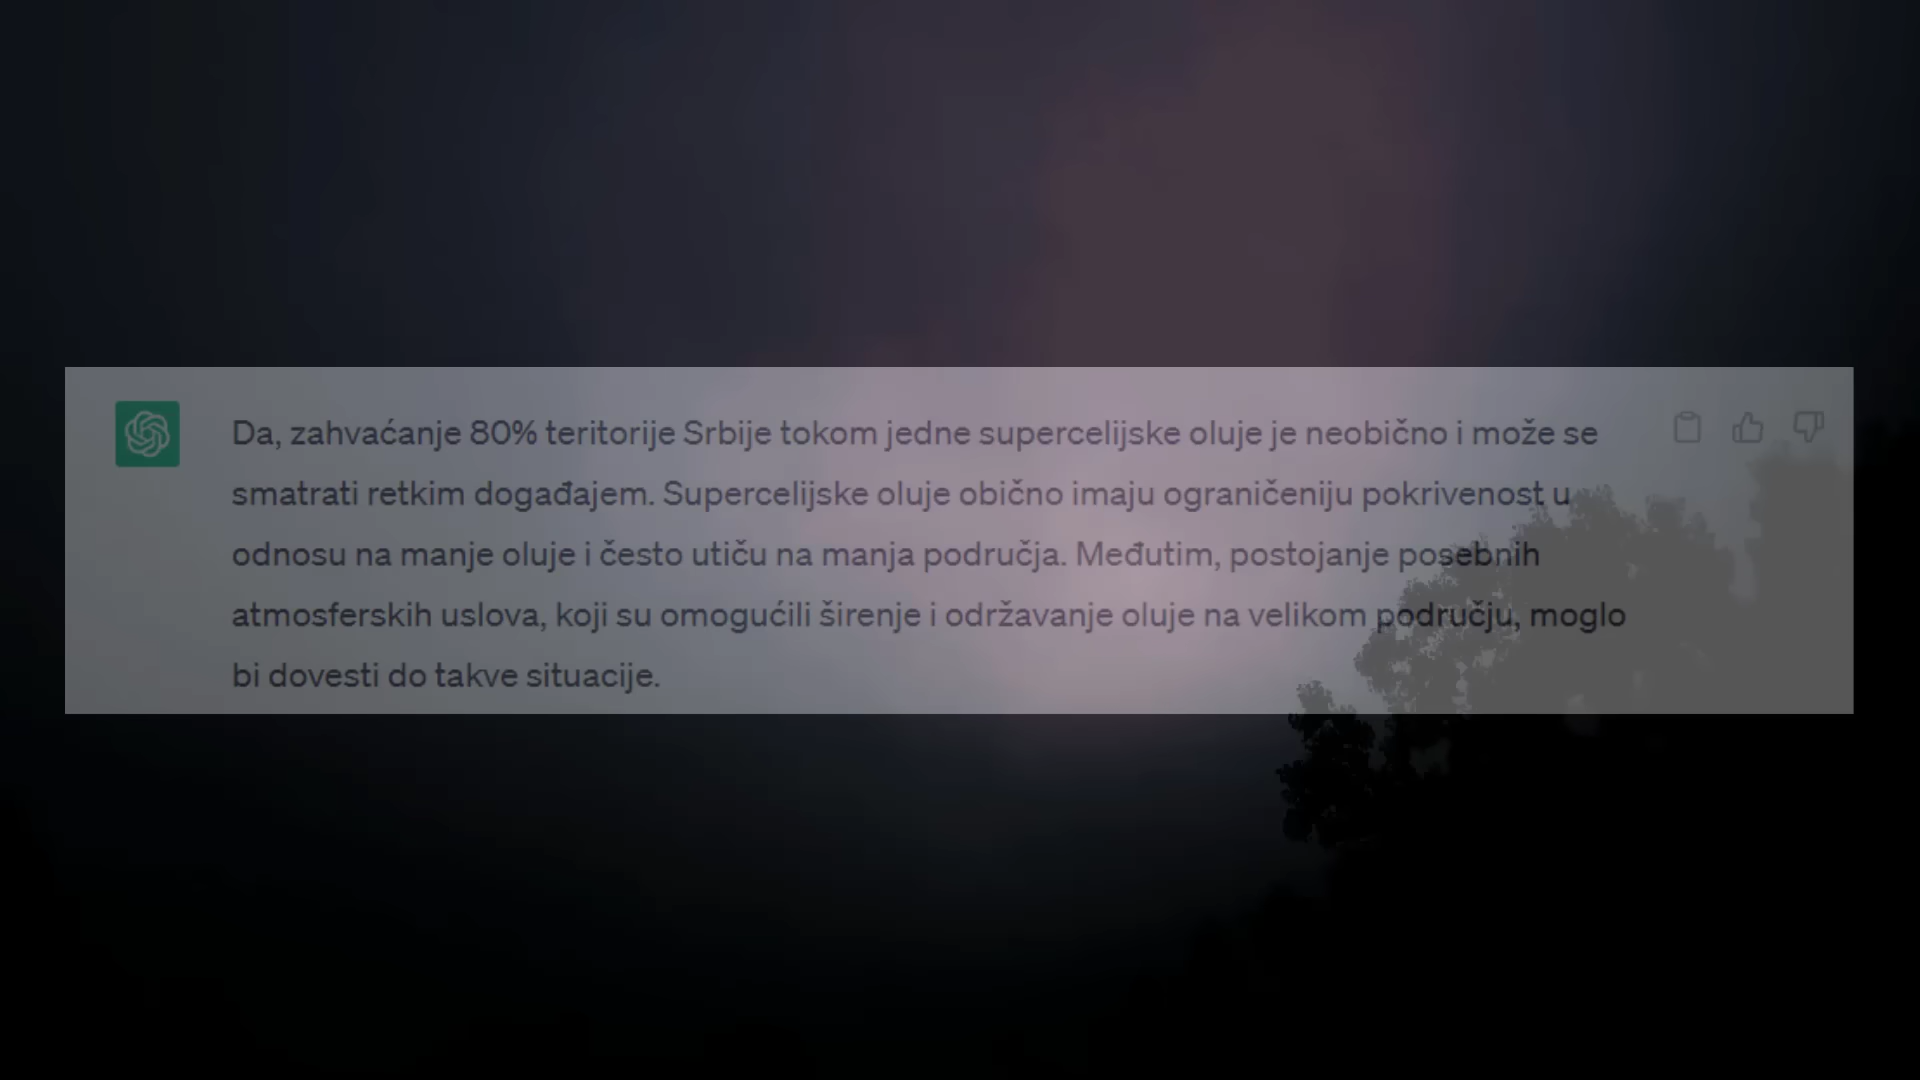 Da, zahvaćanje 80% teritorije Srbije tokom jedne supercelijske oluje je neobično i može se
smatrati retkim događajem. Supercelijske oluje obično imaju ograničeniju pokrivenost u
odnosu na manje oluje i često utiču na manja područja. Međutim, postojanje posebnih
atmosferskih uslova, koji su omogućili širenje i održavanje oluje na velikom području, moglo
bi dovesti do takve situacije.